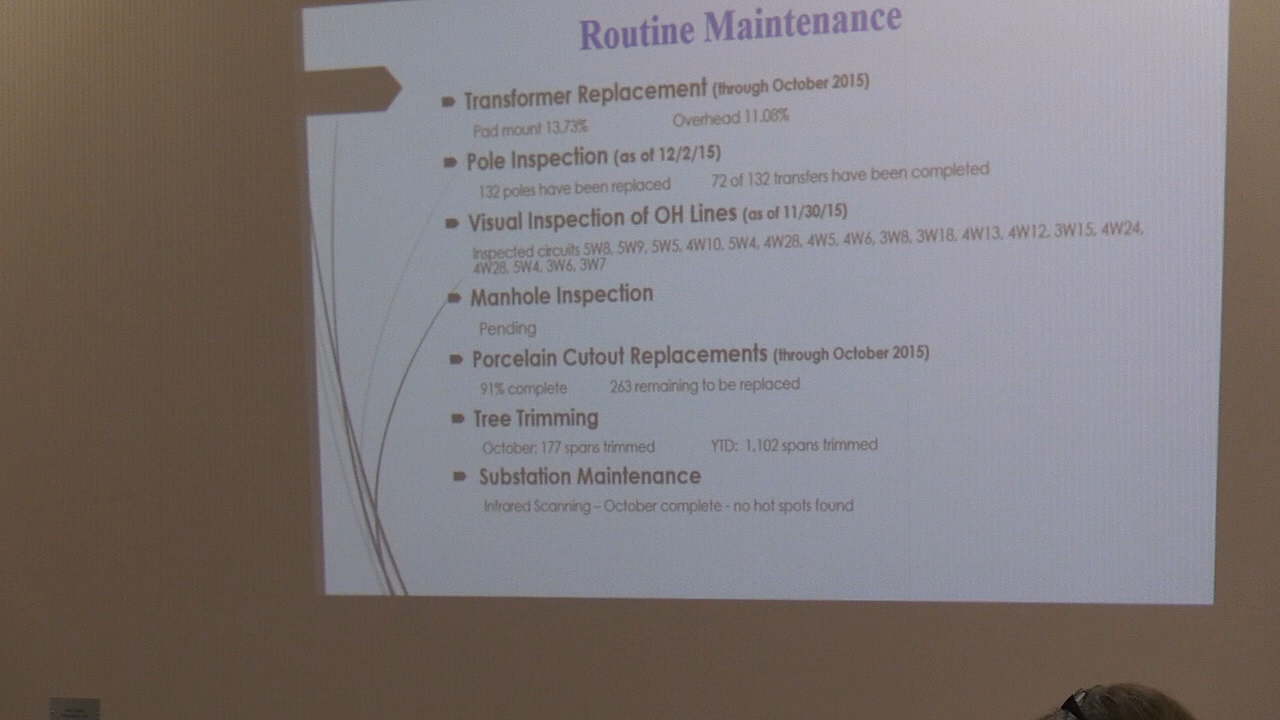 Routine Maintenance
Transformer Replacement (through October 2015)
Pad mount 13.73% Overhead 11.08%
Pole Inspection (as of 12/2/15)
132 poles have been replaced 72 of 132 transfers have been completed
Visual Inspection of OH Lines (as of 11/30/15)
Inspected circuits 5W8, 5W9, 5W5, 4W10, 5W4, 4W28, 4W5, 4W6, 3W8, 3W18, 4W13, 4W12, 3W15, 4W24,
4W28, 5W4, 3W6, 3W7
Manhole Inspection
Pending
Porcelain Cutout Replacements (through October 2015)
91% complete 263 remaining to be replaced
Tree Trimming
October: 177 spans trimmed YTD: 1,102 spans trimmed
Substation Maintenance
Infrared Scanning – October complete - no hot spots found